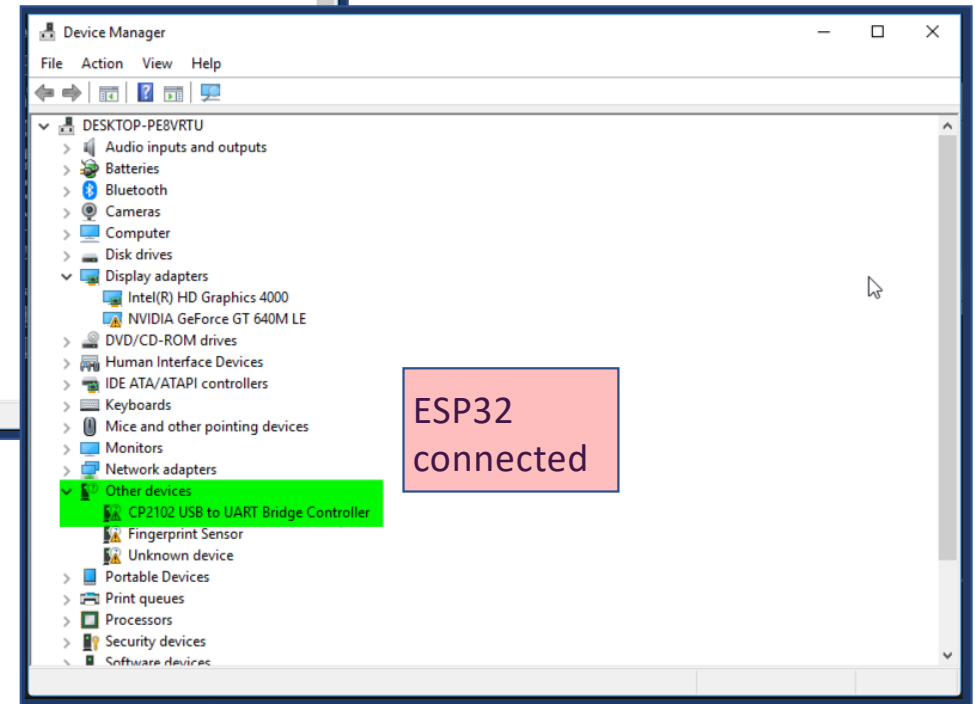 Device Manager
File Action View Help
DESKTOP-PE8VRTU
Audio inputs and outputs
Batteries
Bluetooth
Cameras
Computer
Disk drives
Display adapters
Intel(R) HD Graphics 4000
NVIDIA GeForce GT 640M LE
DVD/CD-ROM drives
Human Interface Devices
IDE ATA/ATAPI controllers
Keyboards
Mice and other pointing devices
Monitors
Network adapters
Other devices
CP2102 USB to UART Bridge Controller
Fingerprint Sensor
Unknown device
Portable Devices
Print queues
Processors
Security devices
Software devices
ESP32
connected